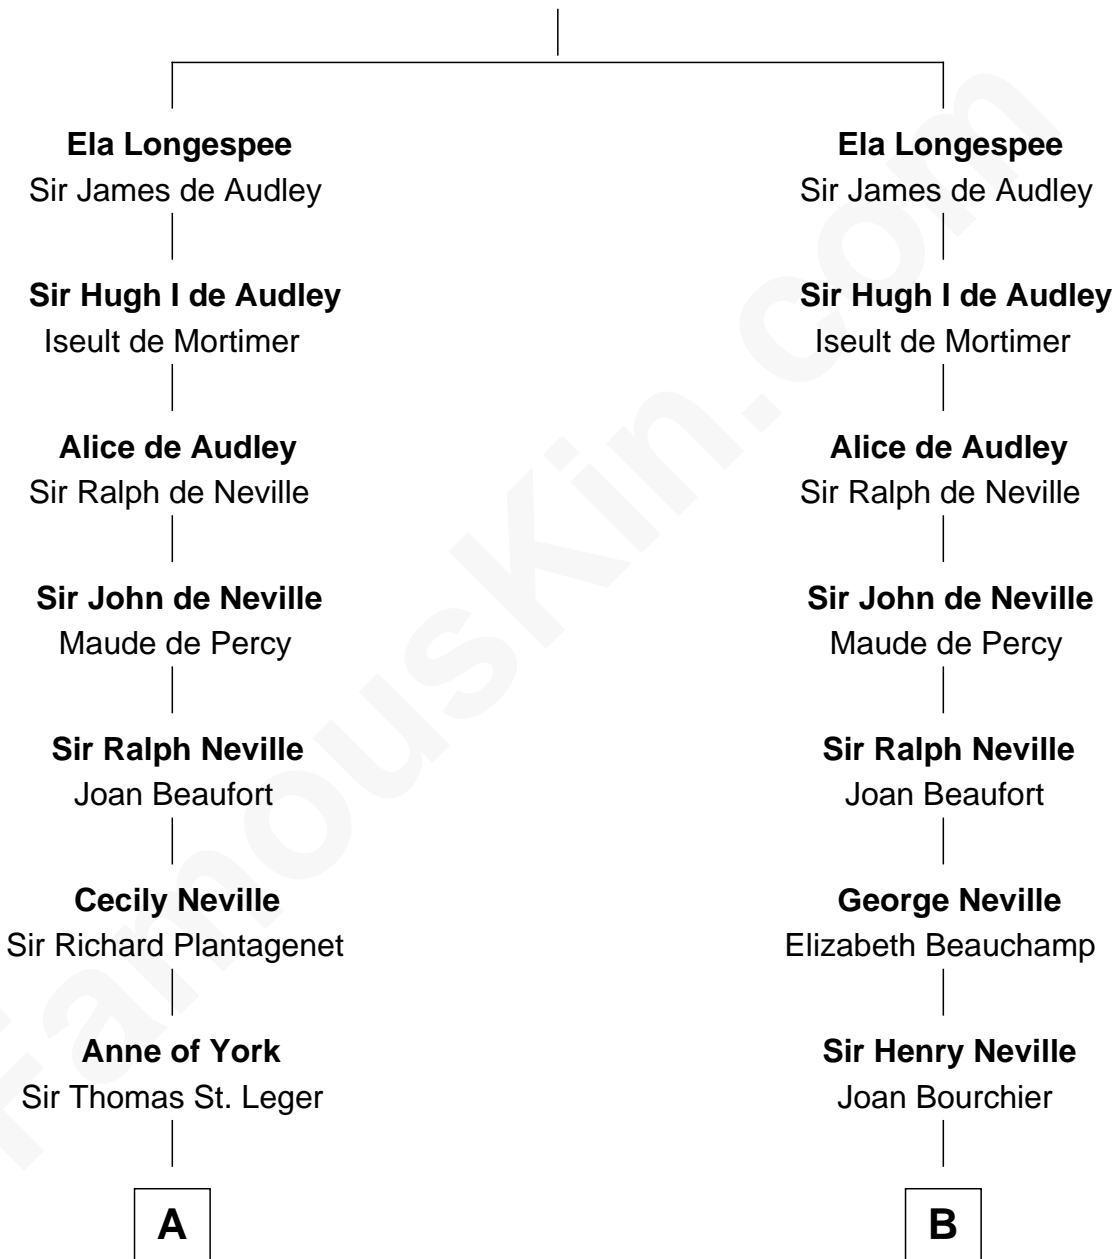 Ela Longespee
Sir James de Audley
Sir Hugh I de Audley
Iseult de Mortimer
Alice de Audley
Sir Ralph de Neville
Sir John de Neville
Maude de Percy
Sir Ralph Neville
Joan Beaufort
Cecily Neville
Sir Richard Plantagenet
Anne of York
Sir Thomas St. Leger
A
Ela Longespee
Sir James de Audley
Sir Hugh I de Audley
Iseult de Mortimer
Alice de Audley
Sir Ralph de Neville
Sir John de Neville
Maude de Percy
Sir Ralph Neville
Joan Beaufort
George Neville
Elizabeth Beauchamp
Sir Henry Neville
Joan Bourchier
B
FamousKin.com